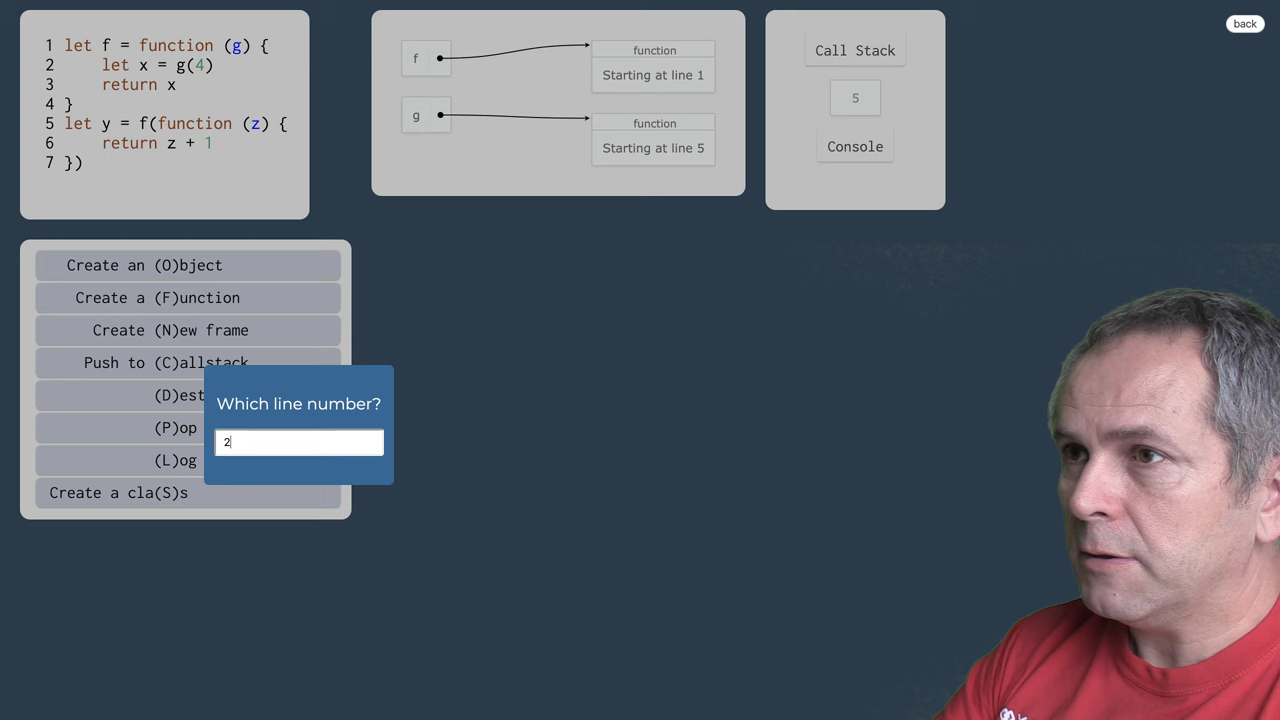 1 let f = function (g) {
2     let x = g(4)
3     return x
4 }
5 let y = f(function (z) {
6     return z + 1
7 })
f
function
Starting at line 1
g
function
Starting at line 5
Call Stack
5
Console
back
Create an (O)bject
Create a (F)unction
Create (N)ew frame
Push to (C)allstack
(D)est
(P)op
(L)og
Create a cla(S)s
Which line number?
2